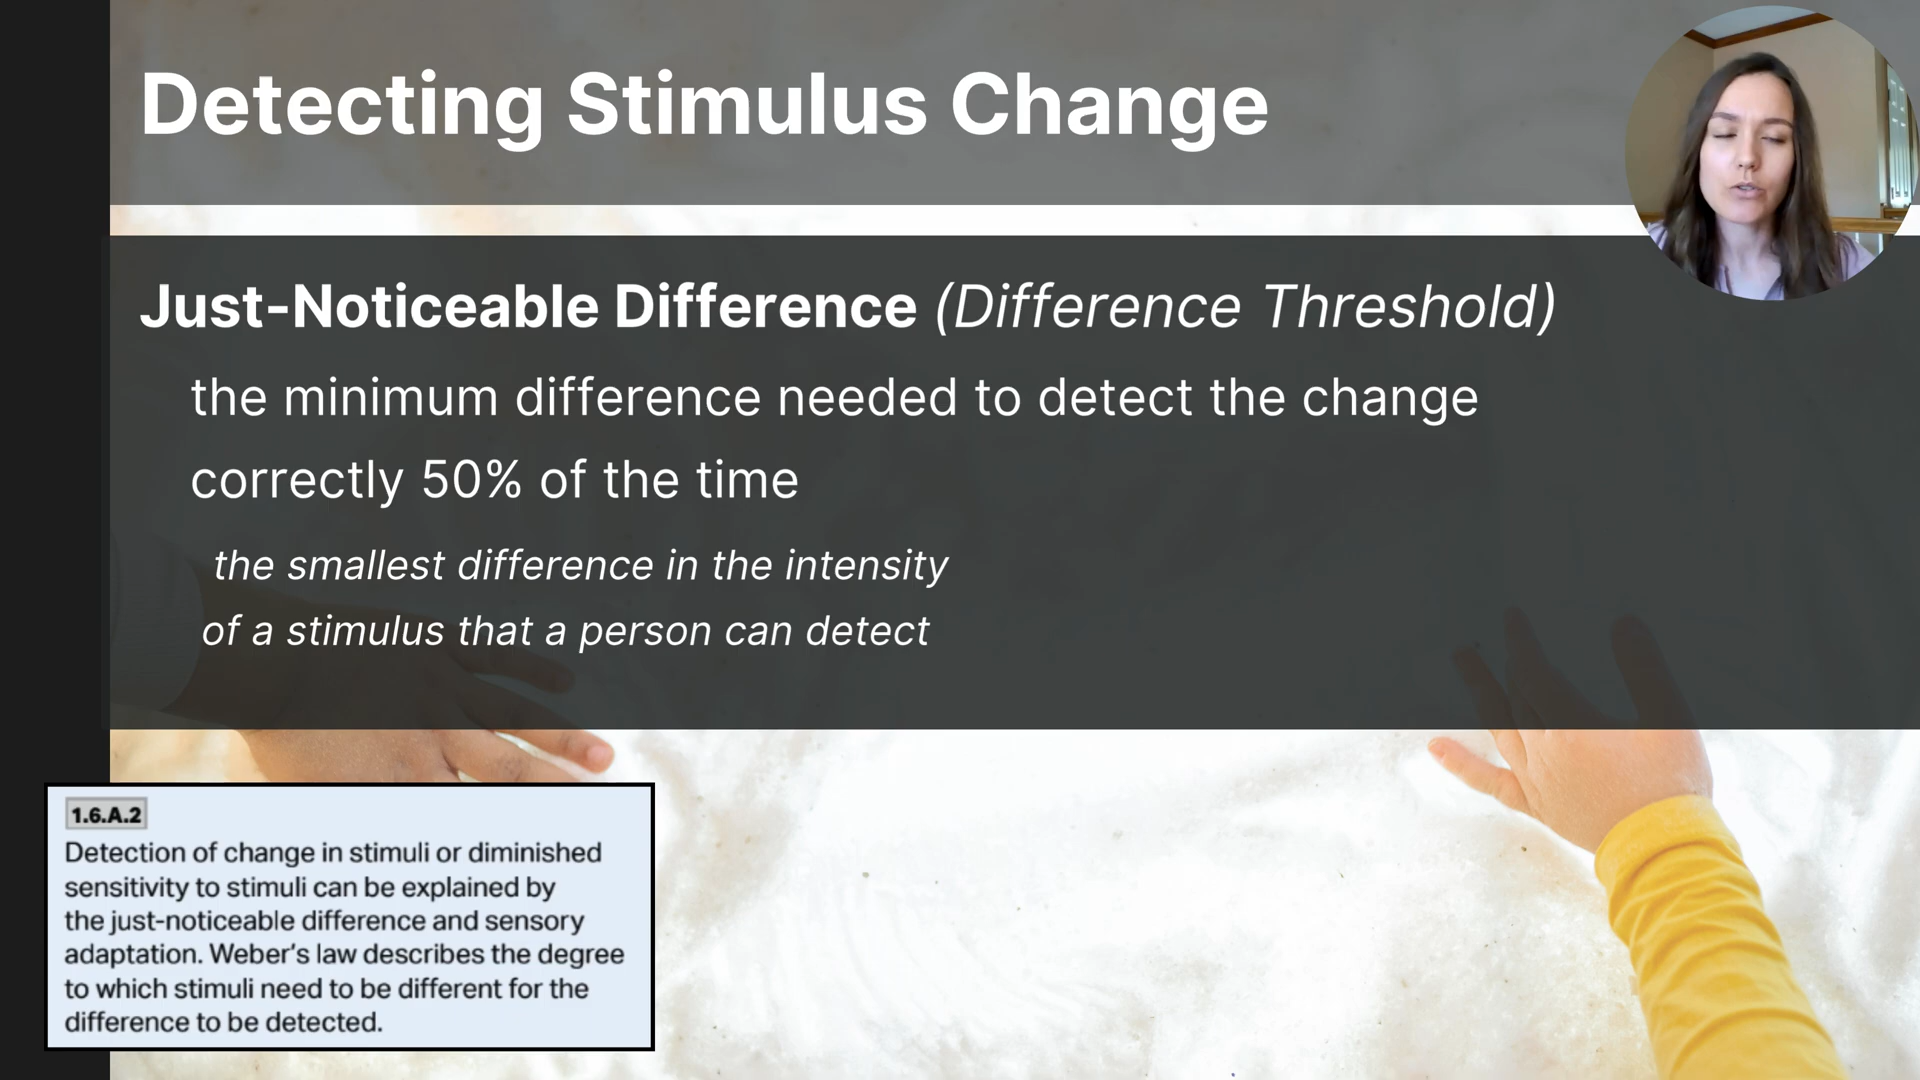 Detecting Stimulus Change
Just-Noticeable Difference (Difference Threshold)
the minimum difference needed to detect the change
correctly 50% of the time
the smallest difference in the intensity
of a stimulus that a person can detect
1.6.A.2
Detection of change in stimuli or diminished
sensitivity to stimuli can be explained by
the just-noticeable difference and sensory
adaptation. Weber's law describes the degree
to which stimuli need to be different for the
difference to be detected.